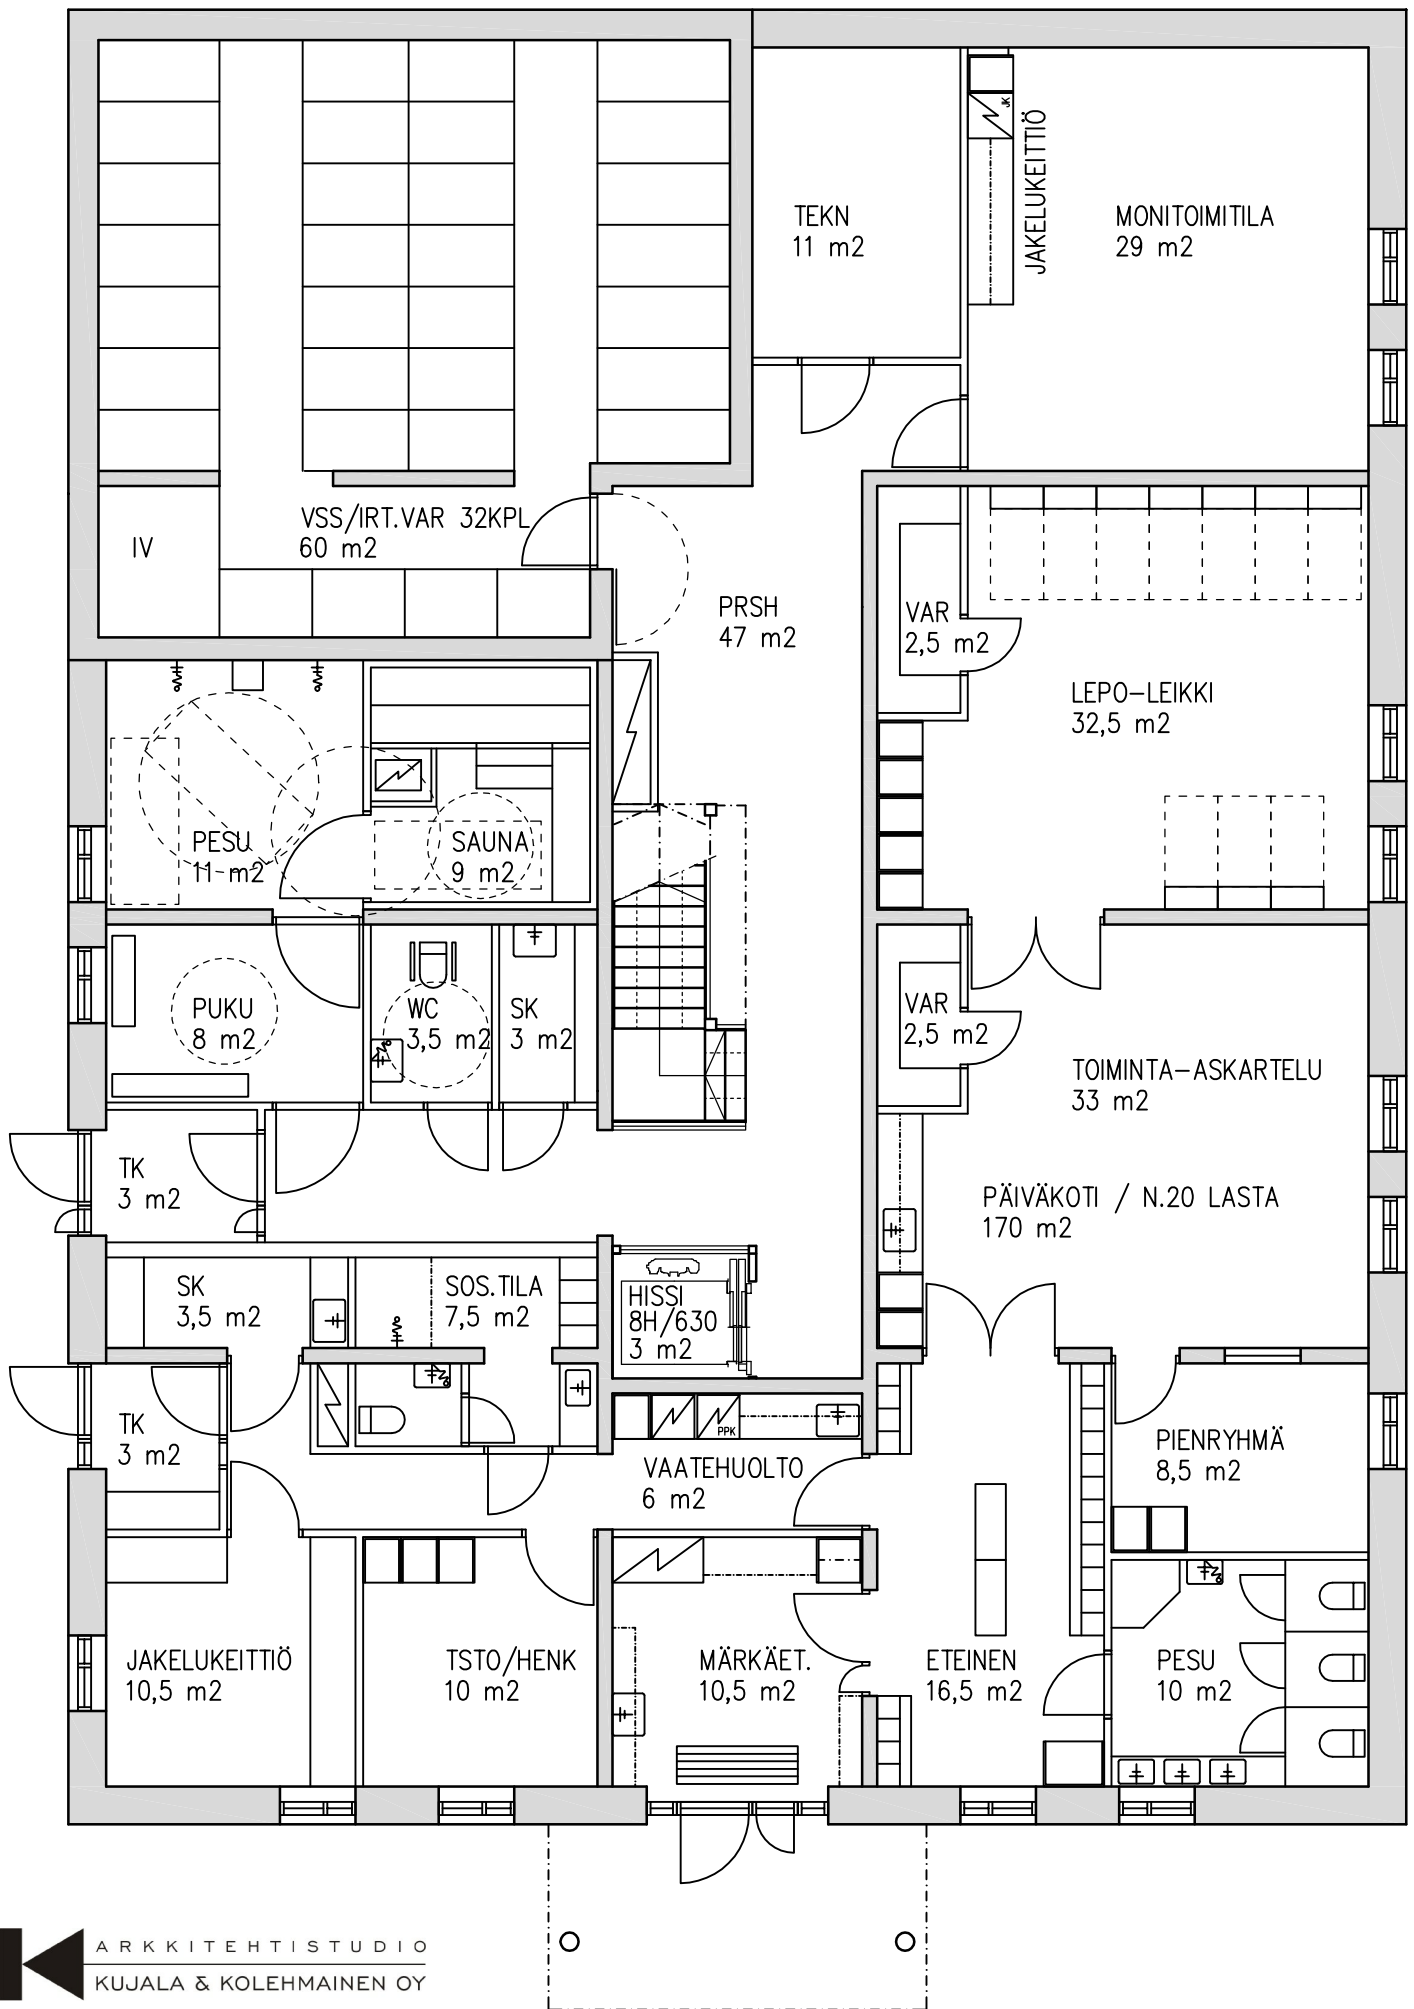 JK
JAKELUKEITTIÖ
TEKN
11 m2
MONITOIMITILA
29 m2
VSS/IRT.VAR 32KPL
60 m2
IV
PRSH
47 m2
VAR
2,5 m2
LEPO-LEIKKI
32,5 m2
PESU
11 m2
SAUNA
9 m2
PUKU
8 m2
WC
3,5 m2
SK
3 m2
VAR
2,5 m2
TOIMINTA-ASKARTELU
33 m2
TK
3 m2
PÄIVÄKOTI / N.20 LASTA
170 m2
SK
3,5 m2
SOS.TILA
7,5 m2
HISSI
8H/630
3 m2
TK
3 m2
PPK
VAATEHUOLTO
6 m2
PIENRYHMÄ
8,5 m2
JAKELUKEITTIÖ
10,5 m2
TSTO/HENK
10 m2
MÄRKÄET.
10,5 m2
ETEINEN
16,5 m2
PESU
10 m2
ARKKITEHTISTUDIO
KUJALA & KOLEHMAINEN OY